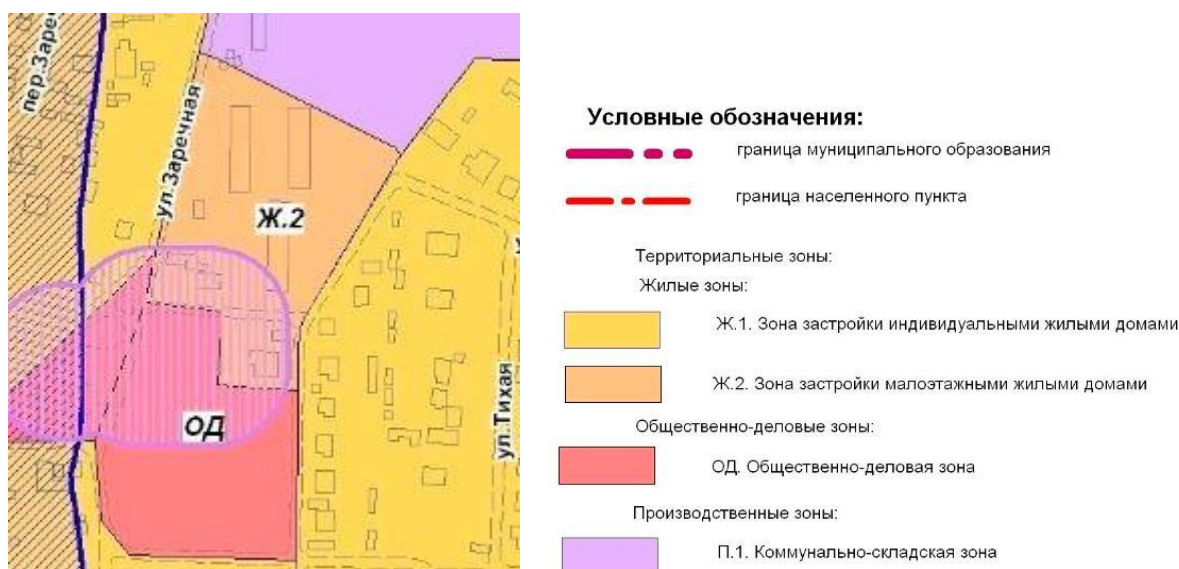 пер.Заре
ул.Заречная
Ж.2
ОД
ул.Тихая
Условные обозначения:
граница муниципального образования
граница населенного пункта
Территориальные зоны:
Жилые зоны:
Ж.1. Зона застройки индивидуальными жилыми домами
Ж.2. Зона застройки малоэтажными жилыми домами
Общественно-деловые зоны:
ОД. Общественно-деловая зона
Производственные зоны:
П.1. Коммунально-складская зона